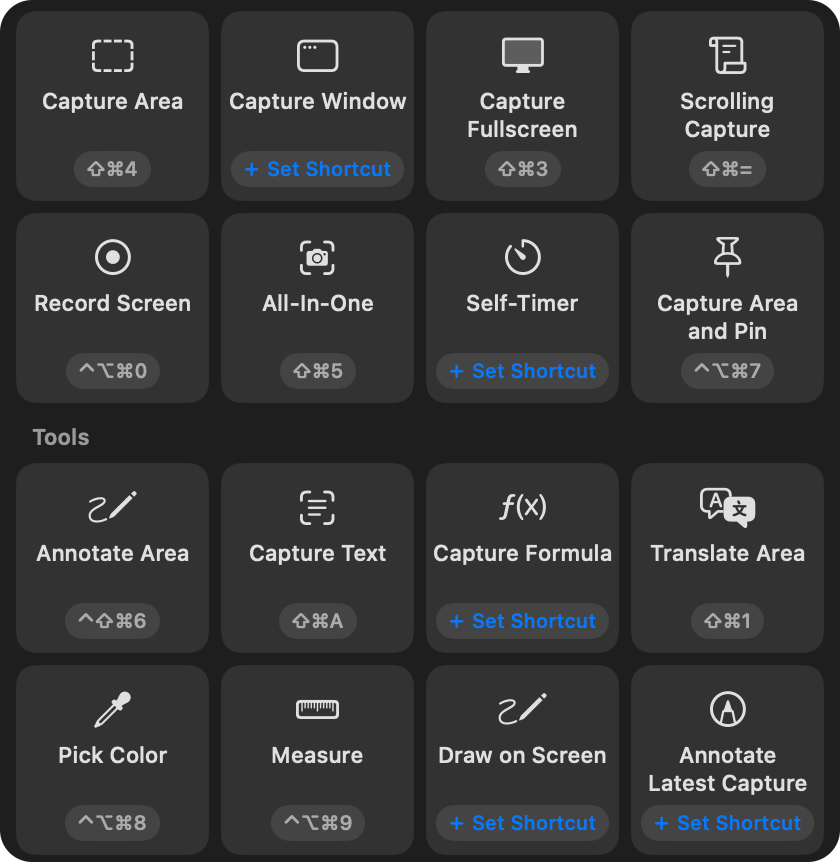 Capture Area
⇧⌘4
Capture Window
+ Set Shortcut
Capture
Fullscreen
⇧⌘3
Scrolling
Capture
⇧⌘=
Record Screen
^⌥⌘0
All-In-One
⇧⌘5
Self-Timer
+ Set Shortcut
Capture Area
and Pin
^⌥⌘7
Tools
Annotate Area
^⇧⌘6
Capture Text
⇧⌘A
f(x)
Capture Formula
+ Set Shortcut
A 文
Translate Area
⇧⌘1
Pick Color
^⌥⌘8
Measure
^⌥⌘9
Draw on Screen
+ Set Shortcut
Annotate
Latest Capture
+ Set Shortcut